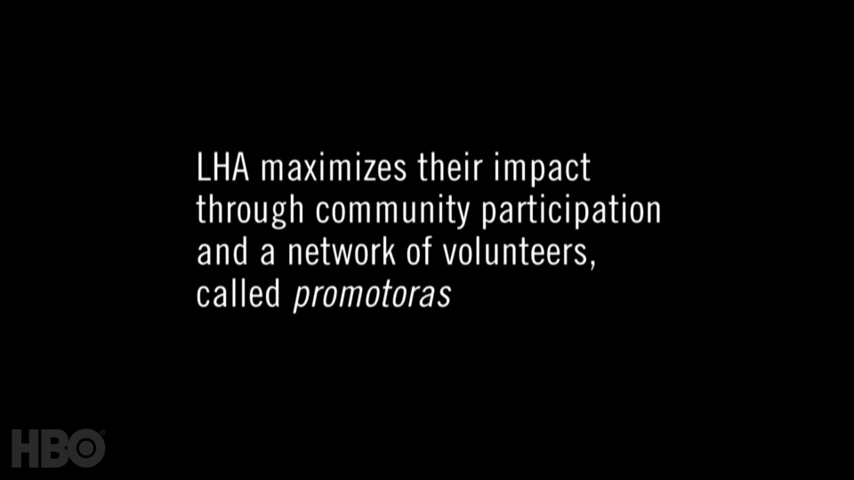 LHA maximizes their impact
through community participation
and a network of volunteers,
called promotoras
HBO